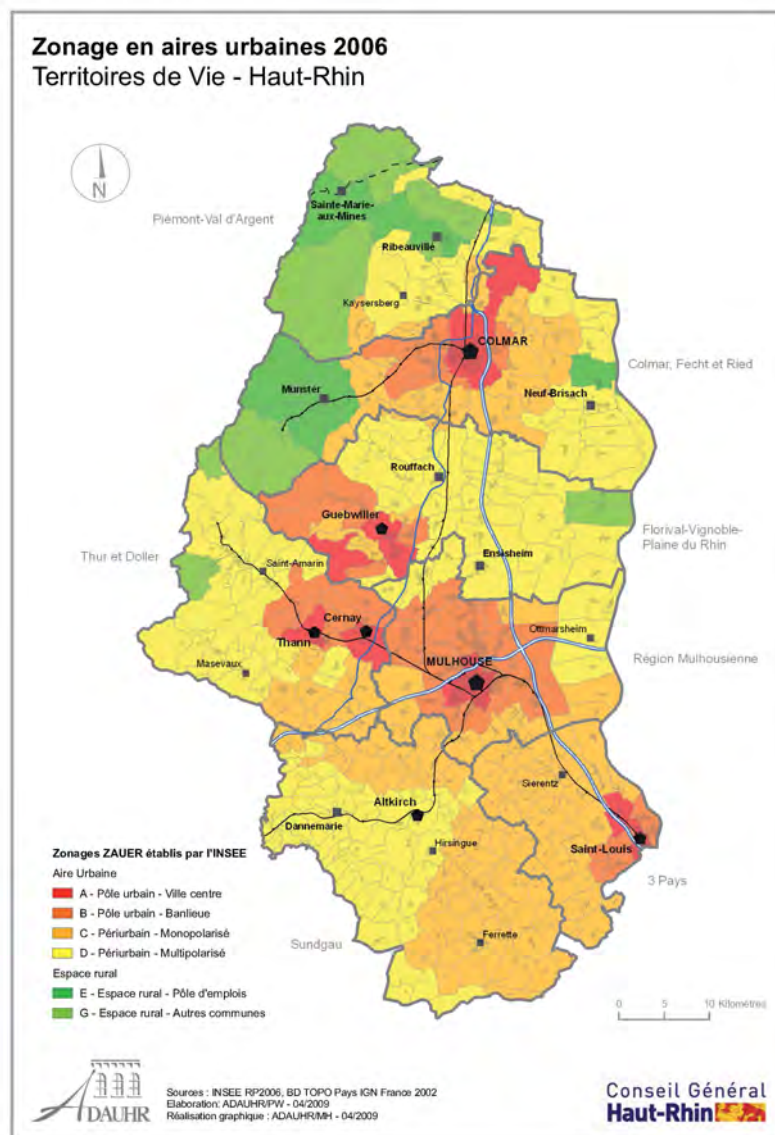 Zonage en aires urbaines 2006
Territoires de Vie - Haut-Rhin
N
Piémont-Val d'Argent
Sainte-Marie-
aux-Mines
Ribeauvillé
Kaysersberg
COLMAR
Colmar, Fecht et Ried
Munster
Neuf-Brisach
Rouffach
Guebwiller
Florival-Vignoble-
Plaine du Rhin
Thur et Doller
Saint-Amarin
Ensisheim
Cernay
Thann
Ottmarsheim
MULHOUSE
Région Mulhousienne
Masevaux
Sierentz
Altkirch
Dannemarie
Hirsingue
Saint-Louis
3 Pays
Ferrette
Sundgau
Zonages ZAUER établis par l'INSEE
Aire Urbaine
A - Pôle urbain - Ville centre
B - Pôle urbain - Banlieue
C - Périurbain - Monopolarisé
D - Périurbain - Multipolarisé
Espace rural
E - Espace rural - Pôle d'emplois
G - Espace rural - Autres communes
0 5 10 Kilomètres
ADAUHR
Sources : INSEE RP2006, BD TOPO Pays IGN France 2002
Elaboration: ADAUHR/PW - 04/2009
Réalisation graphique : ADAUHR/MH - 04/2009
Conseil Général
Haut-Rhin